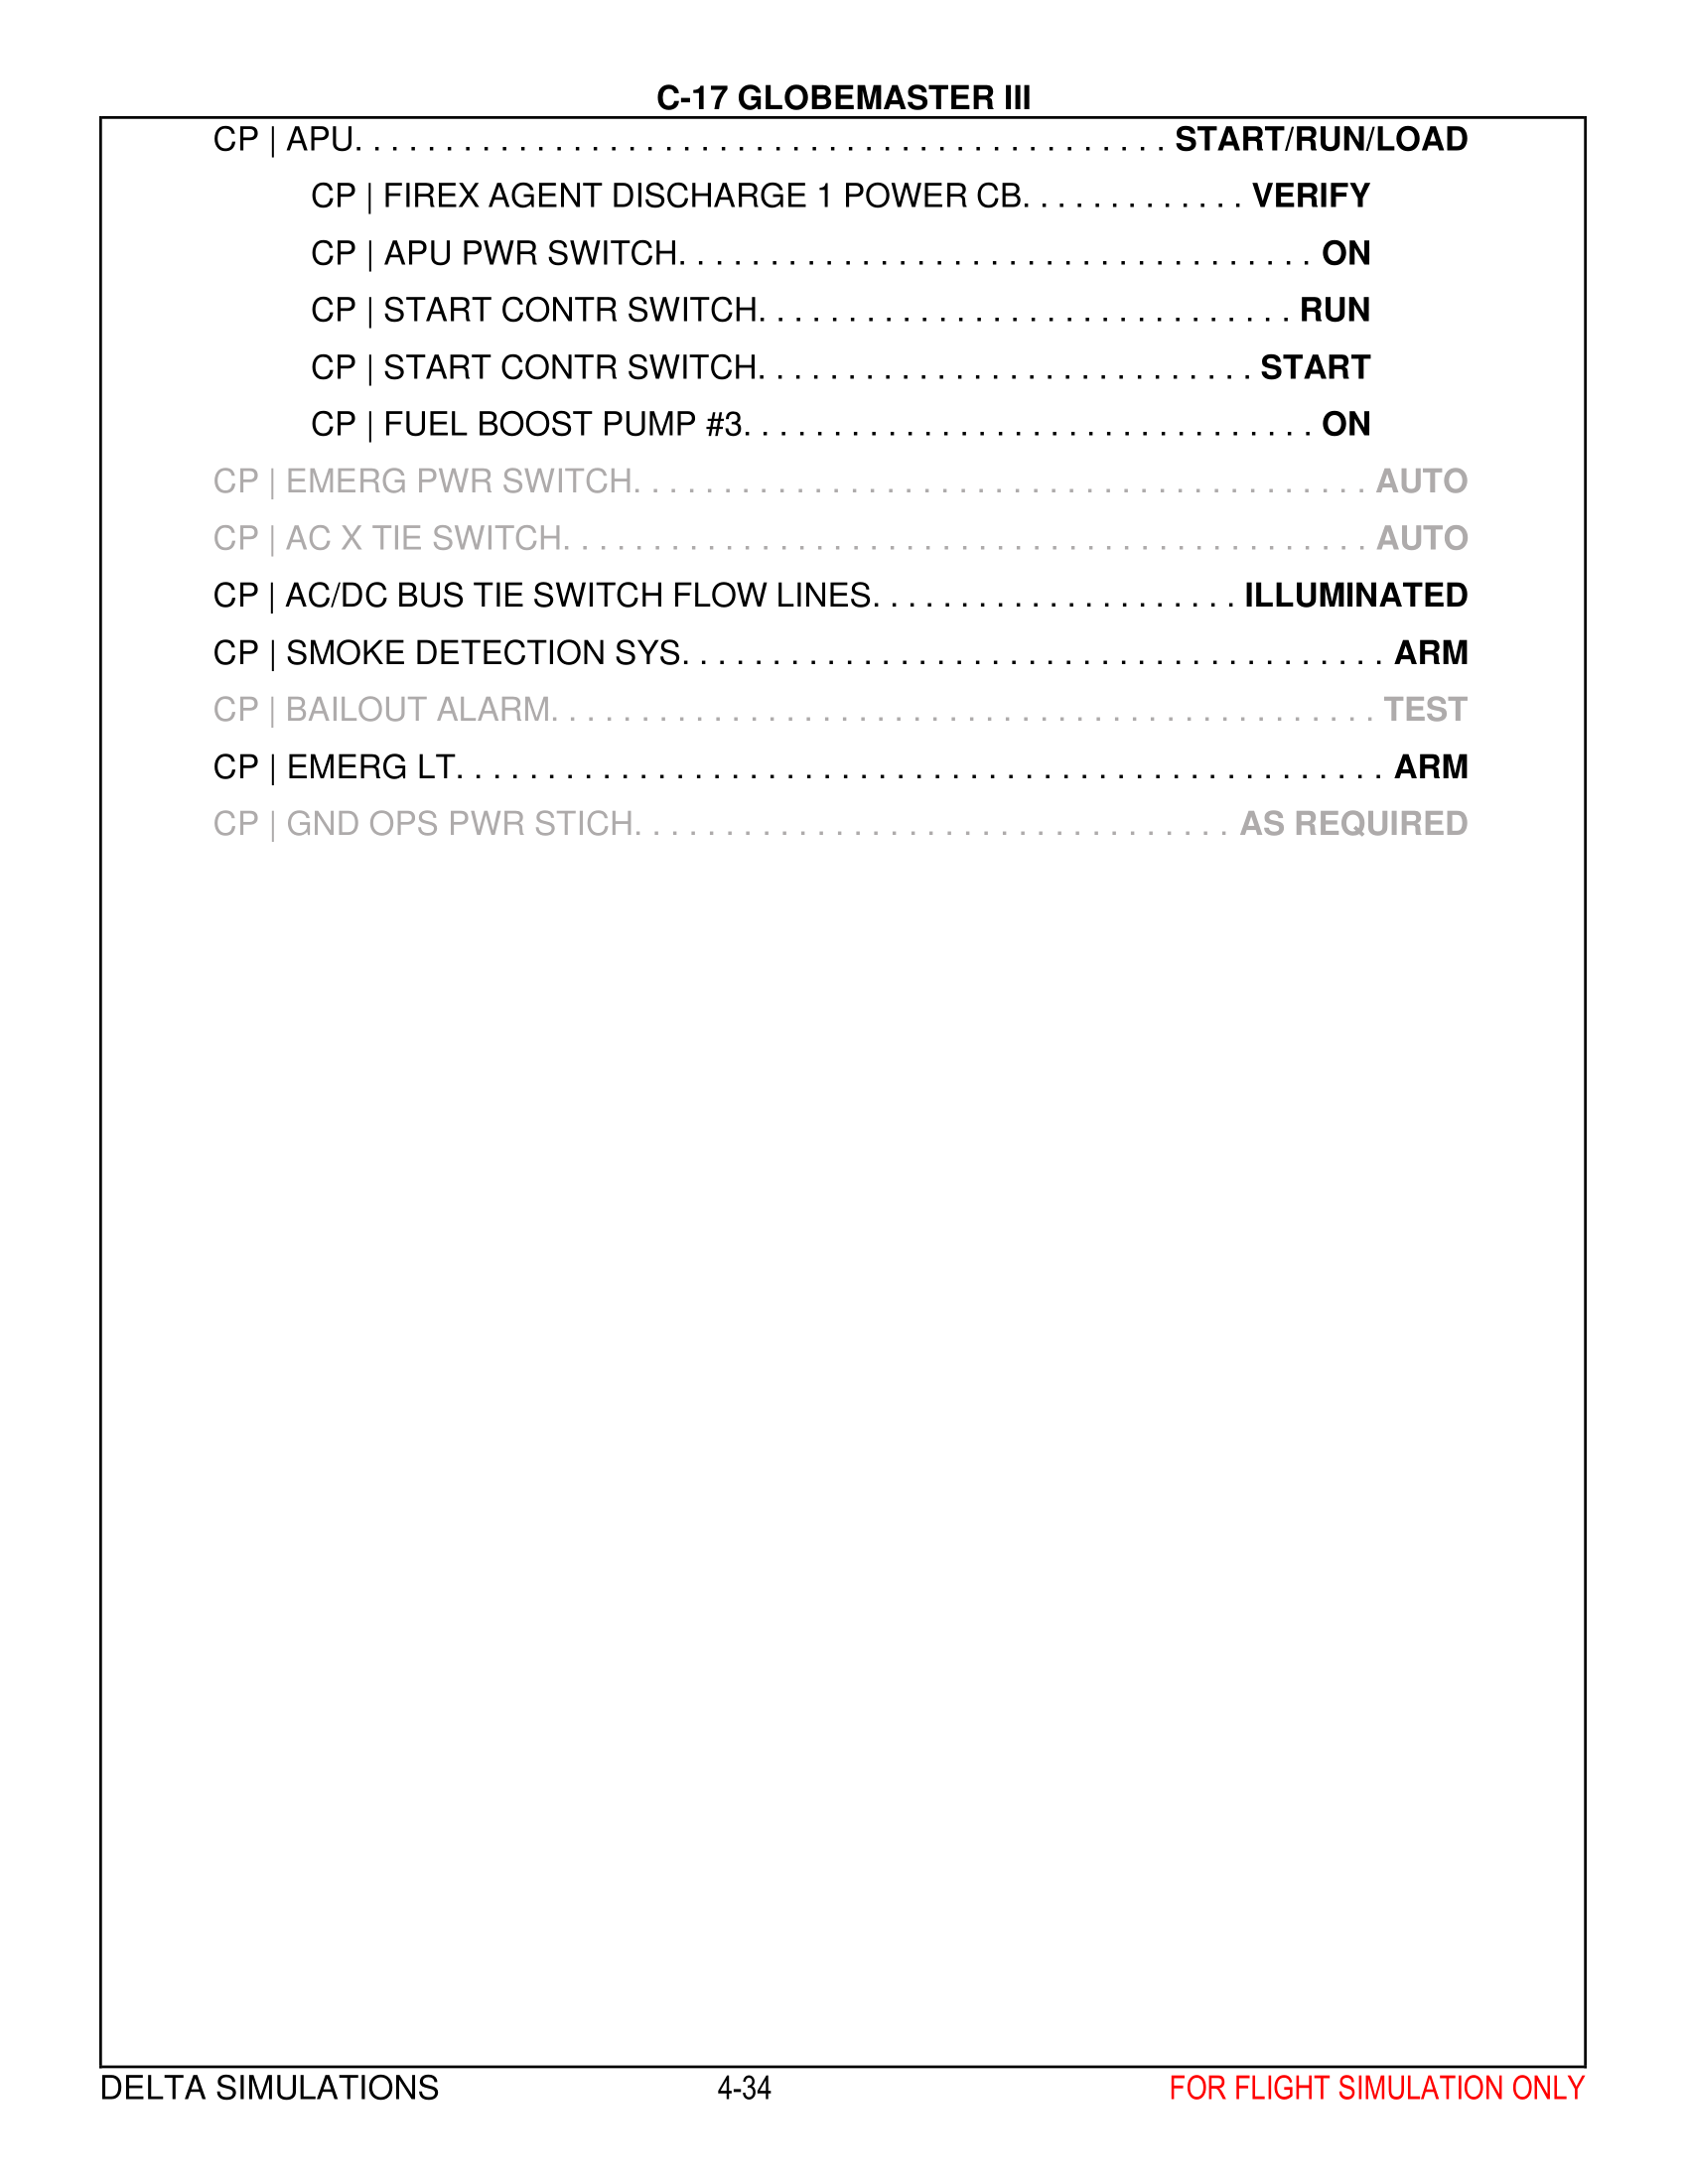 C-17 GLOBEMASTER III
CP | APU. . . . . . . . . . . . . . . . . . . . . . . . . . . . . . . . . . . . . . . . . . . . . START/RUN/LOAD
CP | FIREX AGENT DISCHARGE 1 POWER CB. . . . . . . . . . . . . VERIFY
CP | APU PWR SWITCH. . . . . . . . . . . . . . . . . . . . . . . . . . . . . . . . . . . ON
CP | START CONTR SWITCH. . . . . . . . . . . . . . . . . . . . . . . . . . . . . . RUN
CP | START CONTR SWITCH. . . . . . . . . . . . . . . . . . . . . . . . . . . . START
CP | FUEL BOOST PUMP #3. . . . . . . . . . . . . . . . . . . . . . . . . . . . . . . . ON
CP | EMERG PWR SWITCH. . . . . . . . . . . . . . . . . . . . . . . . . . . . . . . . . . . . . . . . . AUTO
CP | AC X TIE SWITCH. . . . . . . . . . . . . . . . . . . . . . . . . . . . . . . . . . . . . . . . . . . . . AUTO
CP | AC/DC BUS TIE SWITCH FLOW LINES. . . . . . . . . . . . . . . . . . . . . ILLUMINATED
CP | SMOKE DETECTION SYS. . . . . . . . . . . . . . . . . . . . . . . . . . . . . . . . . . . . . . . ARM
CP | BAILOUT ALARM. . . . . . . . . . . . . . . . . . . . . . . . . . . . . . . . . . . . . . . . . . . . . . TEST
CP | EMERG LT. . . . . . . . . . . . . . . . . . . . . . . . . . . . . . . . . . . . . . . . . . . . . . . . . . . . ARM
CP | GND OPS PWR STICH. . . . . . . . . . . . . . . . . . . . . . . . . . . . . . . . . AS REQUIRED
DELTA SIMULATIONS 4-34 FOR FLIGHT SIMULATION ONLY